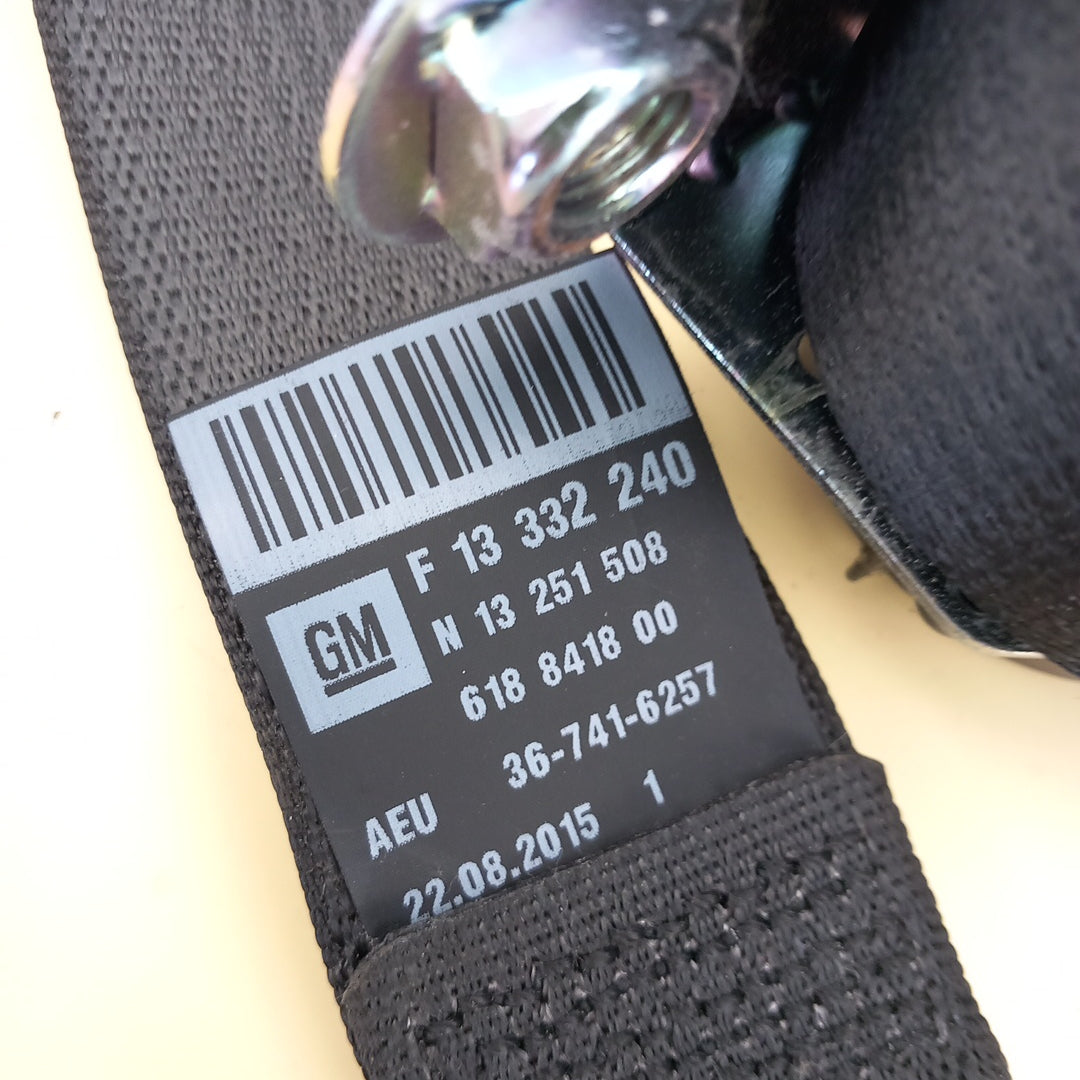 F 13 332 240
GM
N 13 251 508
618 8418 00
36-741-6257
AEU 1
22.08.2015